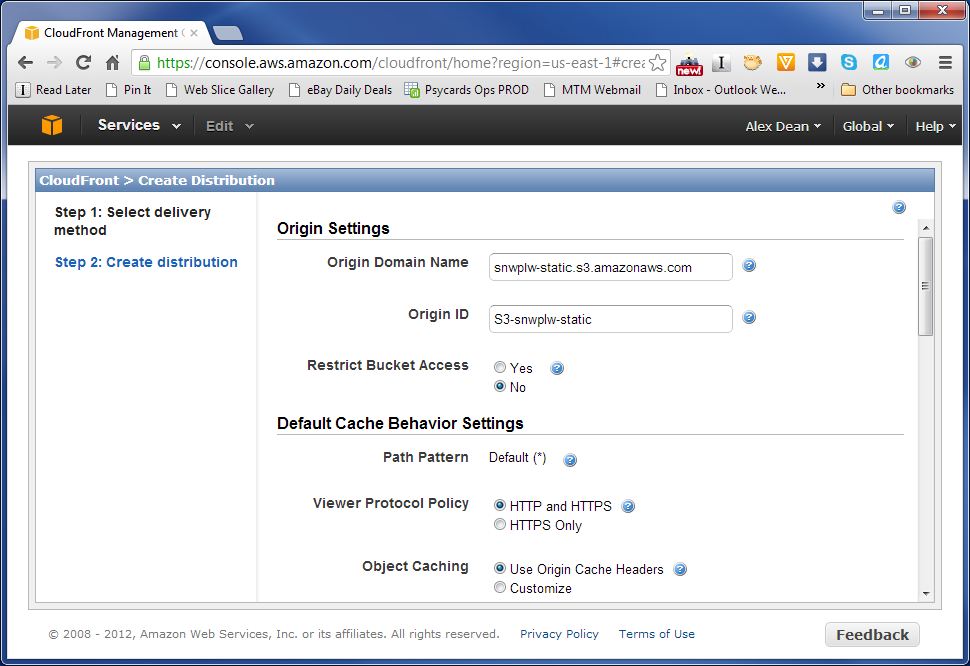 CloudFront Management C
https://console.aws.amazon.com/cloudfront/home?region=us-east-1#crea
new!
Read Later Pin It Web Slice Gallery eBay Daily Deals Psycards Ops PROD MTM Webmail Inbox - Outlook We... » Other bookmarks
Services Edit Alex Dean Global Help
CloudFront > Create Distribution
Step 1: Select delivery
method
Step 2: Create distribution
Origin Settings
Origin Domain Name snwplw-static.s3.amazonaws.com
Origin ID S3-snwplw-static
Restrict Bucket Access Yes
No
Default Cache Behavior Settings
Path Pattern Default (*)
Viewer Protocol Policy HTTP and HTTPS
HTTPS Only
Object Caching Use Origin Cache Headers
Customize
© 2008 - 2012, Amazon Web Services, Inc. or its affiliates. All rights reserved. Privacy Policy Terms of Use Feedback